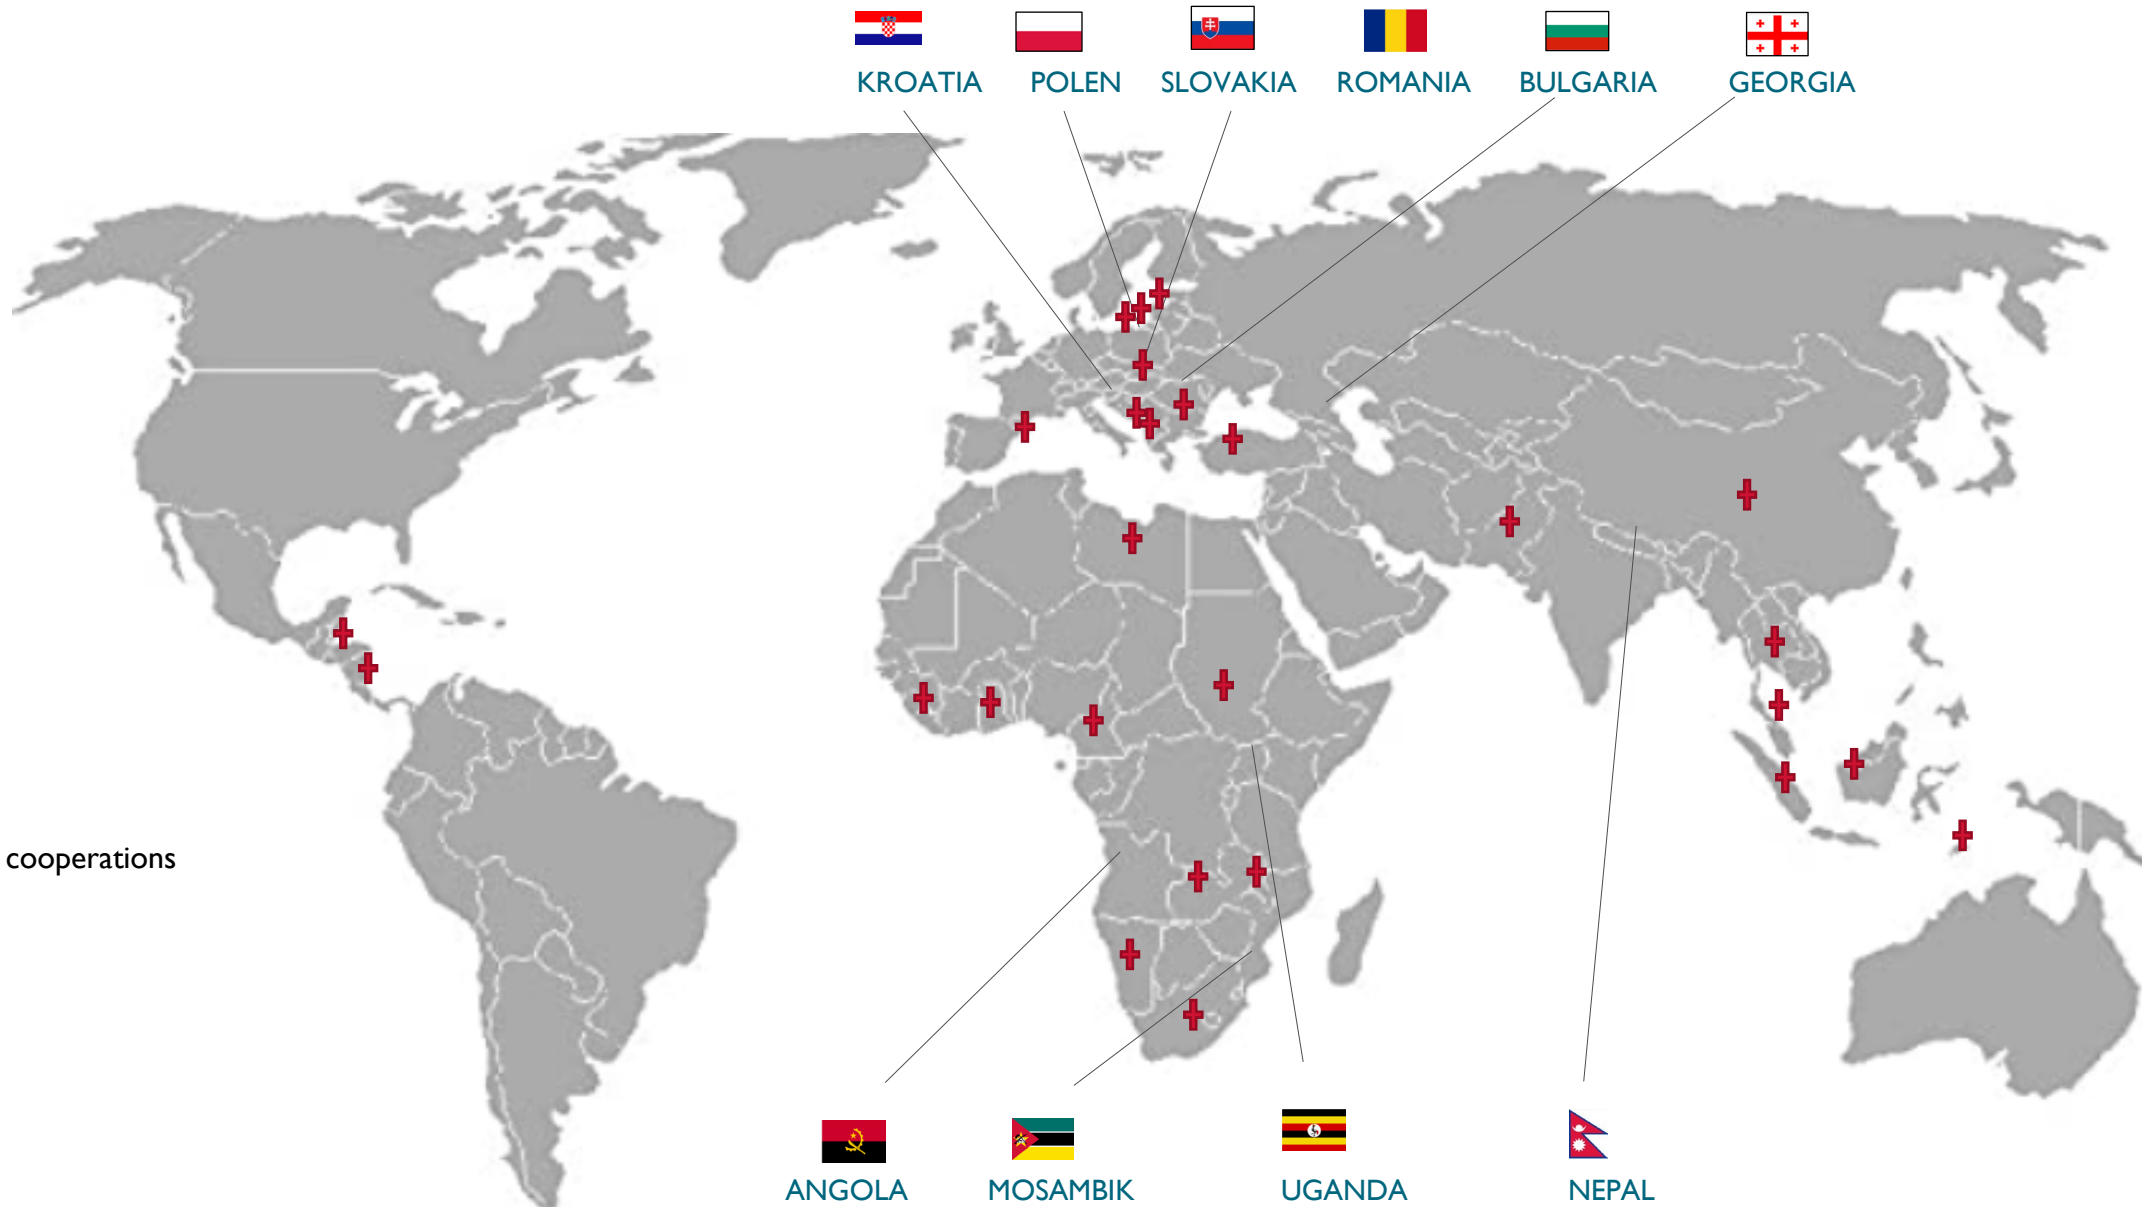 KROATIA POLEN SLOVAKIA ROMANIA BULGARIA GEORGIA
cooperations
ANGOLA MOSAMBIK UGANDA NEPAL